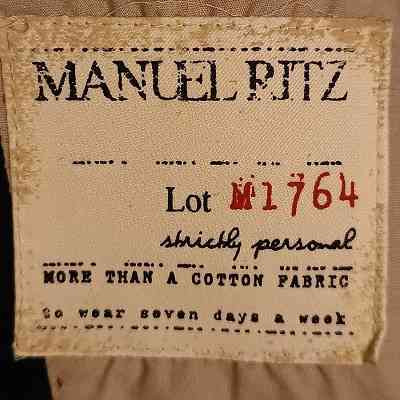 MANUEL RITZ
Lot M1764
strictly personal
MORE THAN A COTTON FABRIC
to wear seven days a week